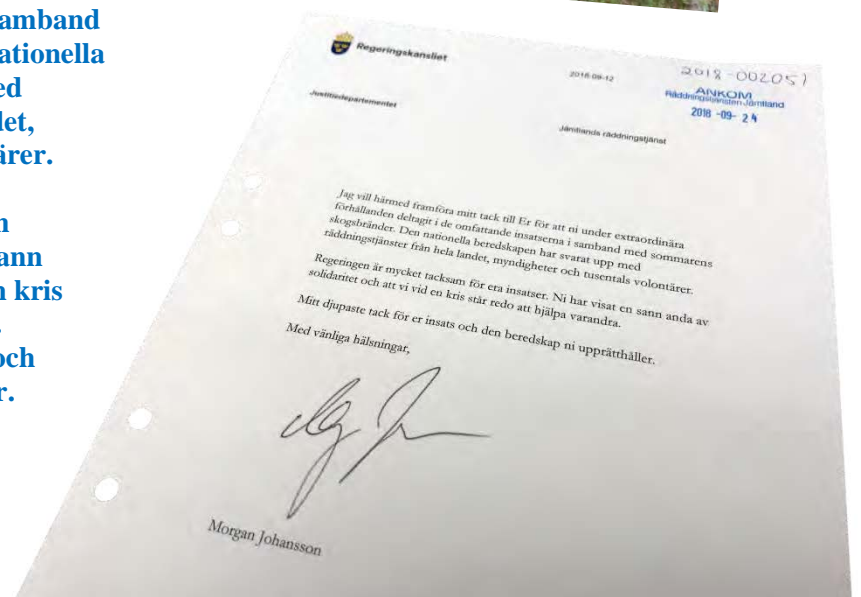 amband
ationella
ed
det,
ärer.
n
ann
n kris
.
och
r.
Regeringskansliet
2018-09-12
2018-002051
ANKOM
Räddningstjänsten Jämtland
2018 -09- 24
Justitiedepartementet
Jämtlands räddningstjänst
Jag vill härmed framföra mitt tack till Er för att ni under extraordinära
förhållanden deltagit i de omfattande insatserna i samband med sommarens
skogsbränder. Den nationella beredskapen har svarat upp med
räddningstjänster från hela landet, myndigheter och tusentals volontärer.
Regeringen är mycket tacksam för era insatser. Ni har visat en sann anda av
solidaritet och att vi vid en kris står redo att hjälpa varandra.
Mitt djupaste tack för er insats och den beredskap ni upprätthåller.
Med vänliga hälsningar,
Morgan Johansson